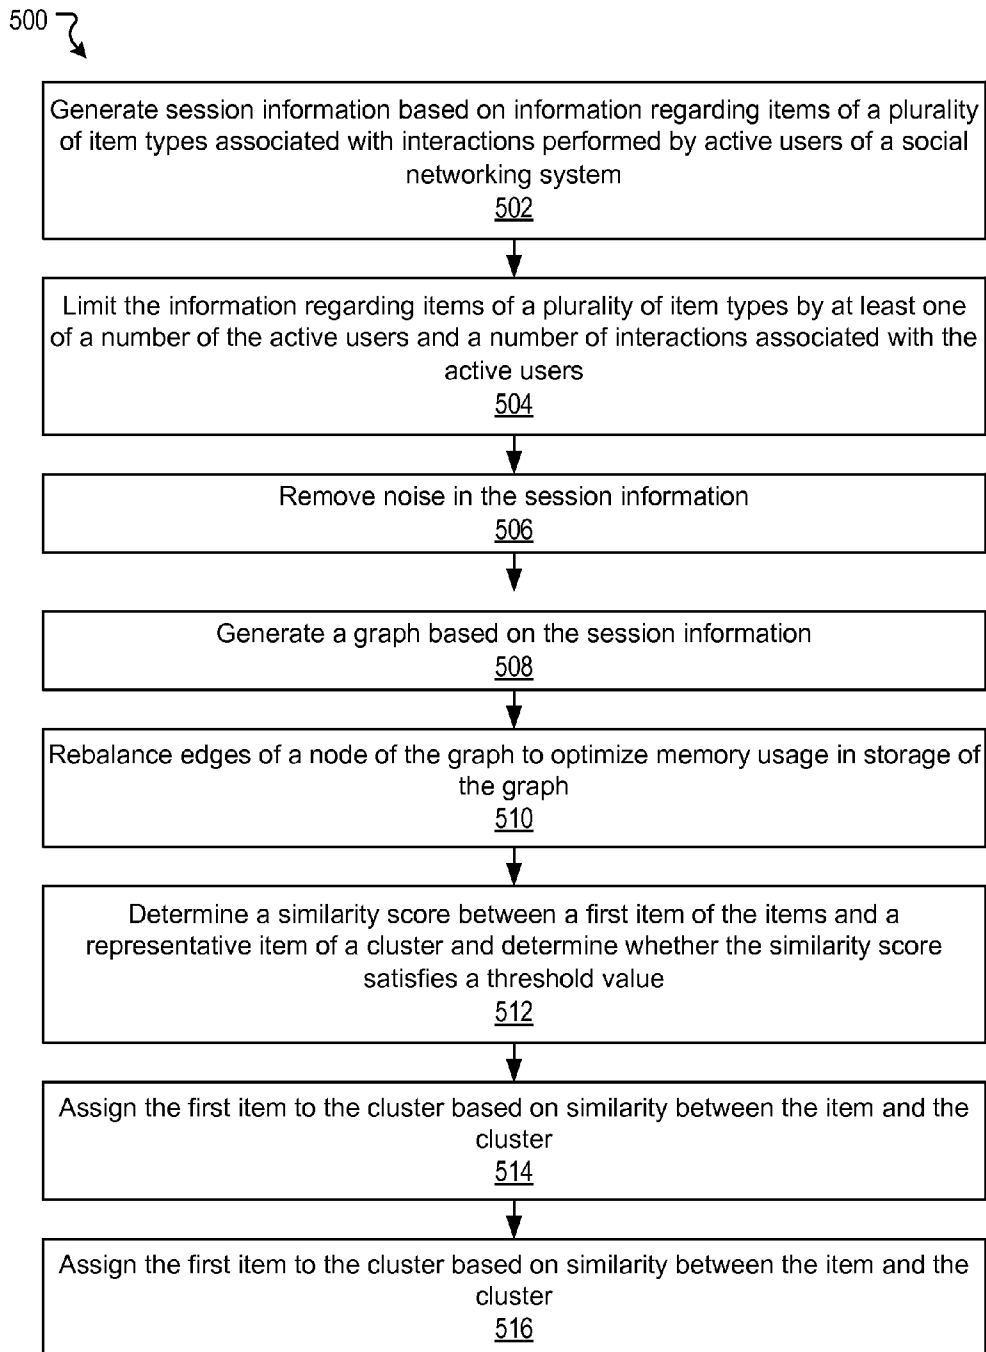 500
Generate session information based on information regarding items of a plurality
of item types associated with interactions performed by active users of a social
networking system
502
Limit the information regarding items of a plurality of item types by at least one
of a number of the active users and a number of interactions associated with the
active users
504
Remove noise in the session information
506
Generate a graph based on the session information
508
Rebalance edges of a node of the graph to optimize memory usage in storage of
the graph
510
Determine a similarity score between a first item of the items and a
representative item of a cluster and determine whether the similarity score
satisfies a threshold value
512
Assign the first item to the cluster based on similarity between the item and the
cluster
514
Assign the first item to the cluster based on similarity between the item and the
cluster
516